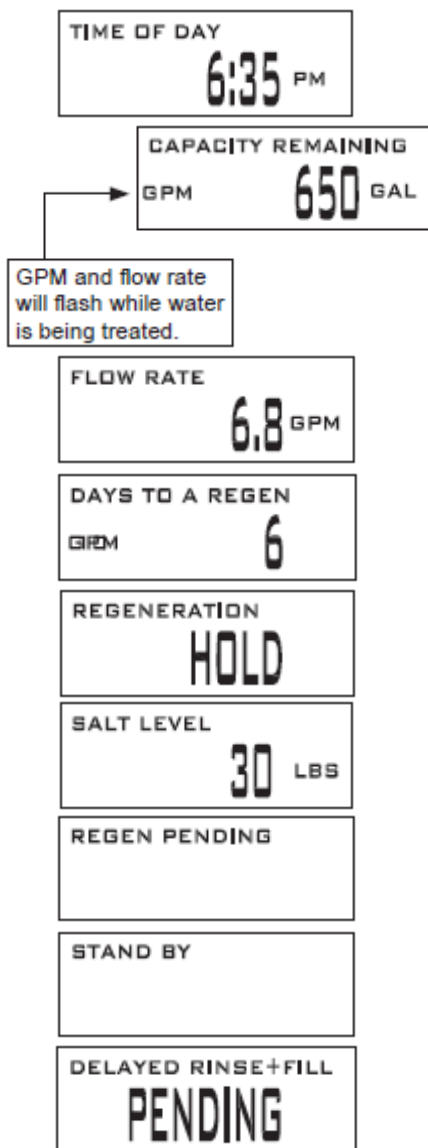 TIME OF DAY
6:35 PM
CAPACITY REMAINING
GPM 650 GAL
GPM and flow rate
will flash while water
is being treated.
FLOW RATE
6.8 GPM
DAYS TO A REGEN
6
REGENERATION
HOLD
SALT LEVEL
30 LBS
REGEN PENDING
STAND BY
DELAYED RINSE+FILL
PENDING